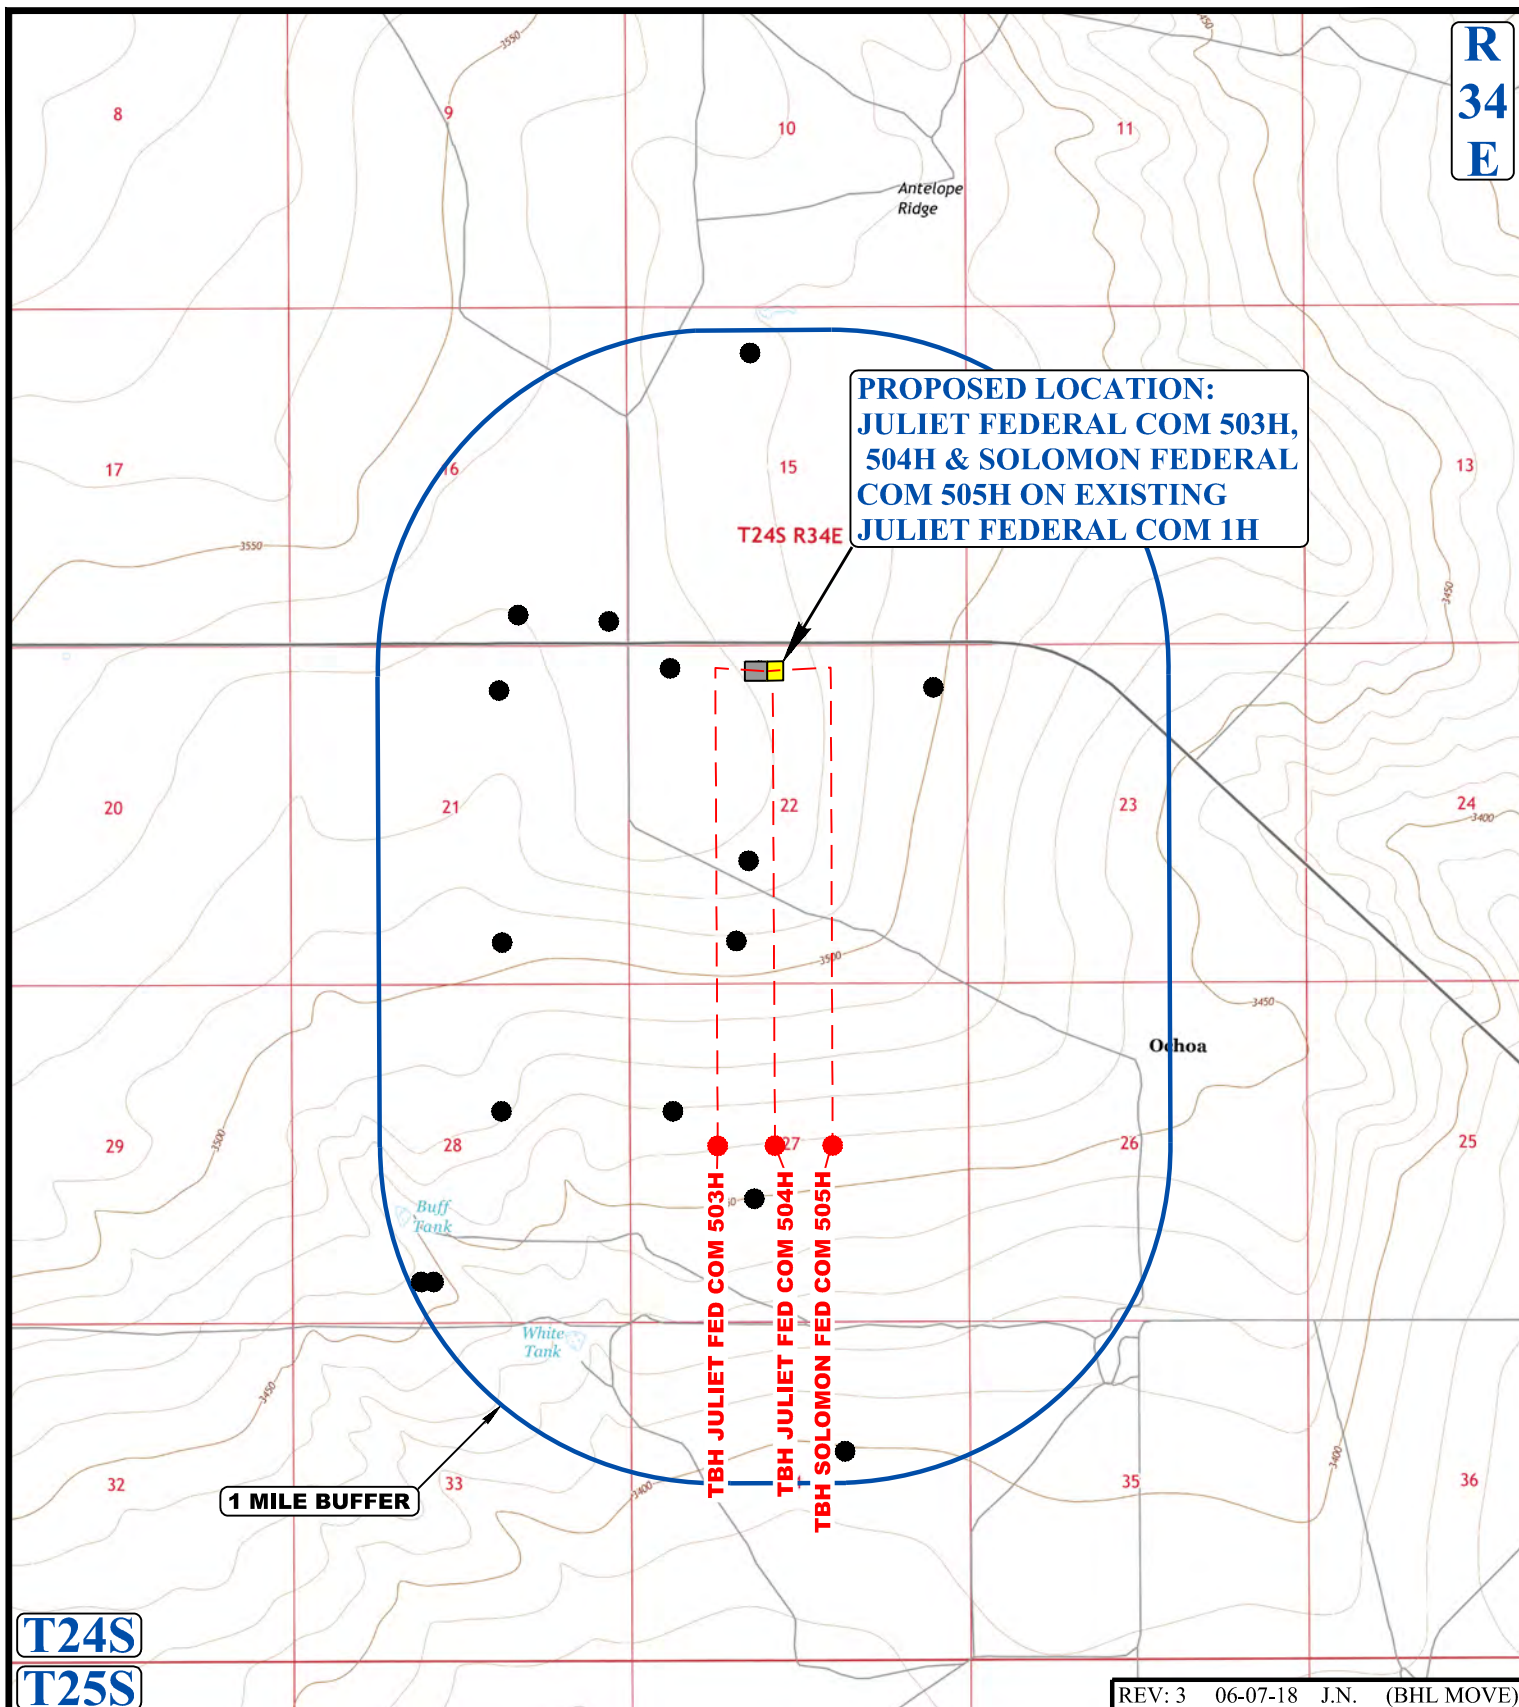 R
34
E
3550
3450
8
9
10
11
Antelope
Ridge
PROPOSED LOCATION:
JULIET FEDERAL COM 503H,
504H & SOLOMON FEDERAL
COM 505H ON EXISTING
JULIET FEDERAL COM 1H
17
16
15
13
T24S R34E
3550
3450
20
21
22
23
24
3400
3500
3450
Ochoa
29
28
27
26
25
3500
Buff
Tank
White
Tank
TBH JULIET FED COM 503H
TBH JULIET FED COM 504H
TBH SOLOMON FED COM 505H
3450
3400
3400
32
33
35
36
1 MILE BUFFER
T24S
T25S
REV: 3 06-07-18 J.N. (BHL MOVE)